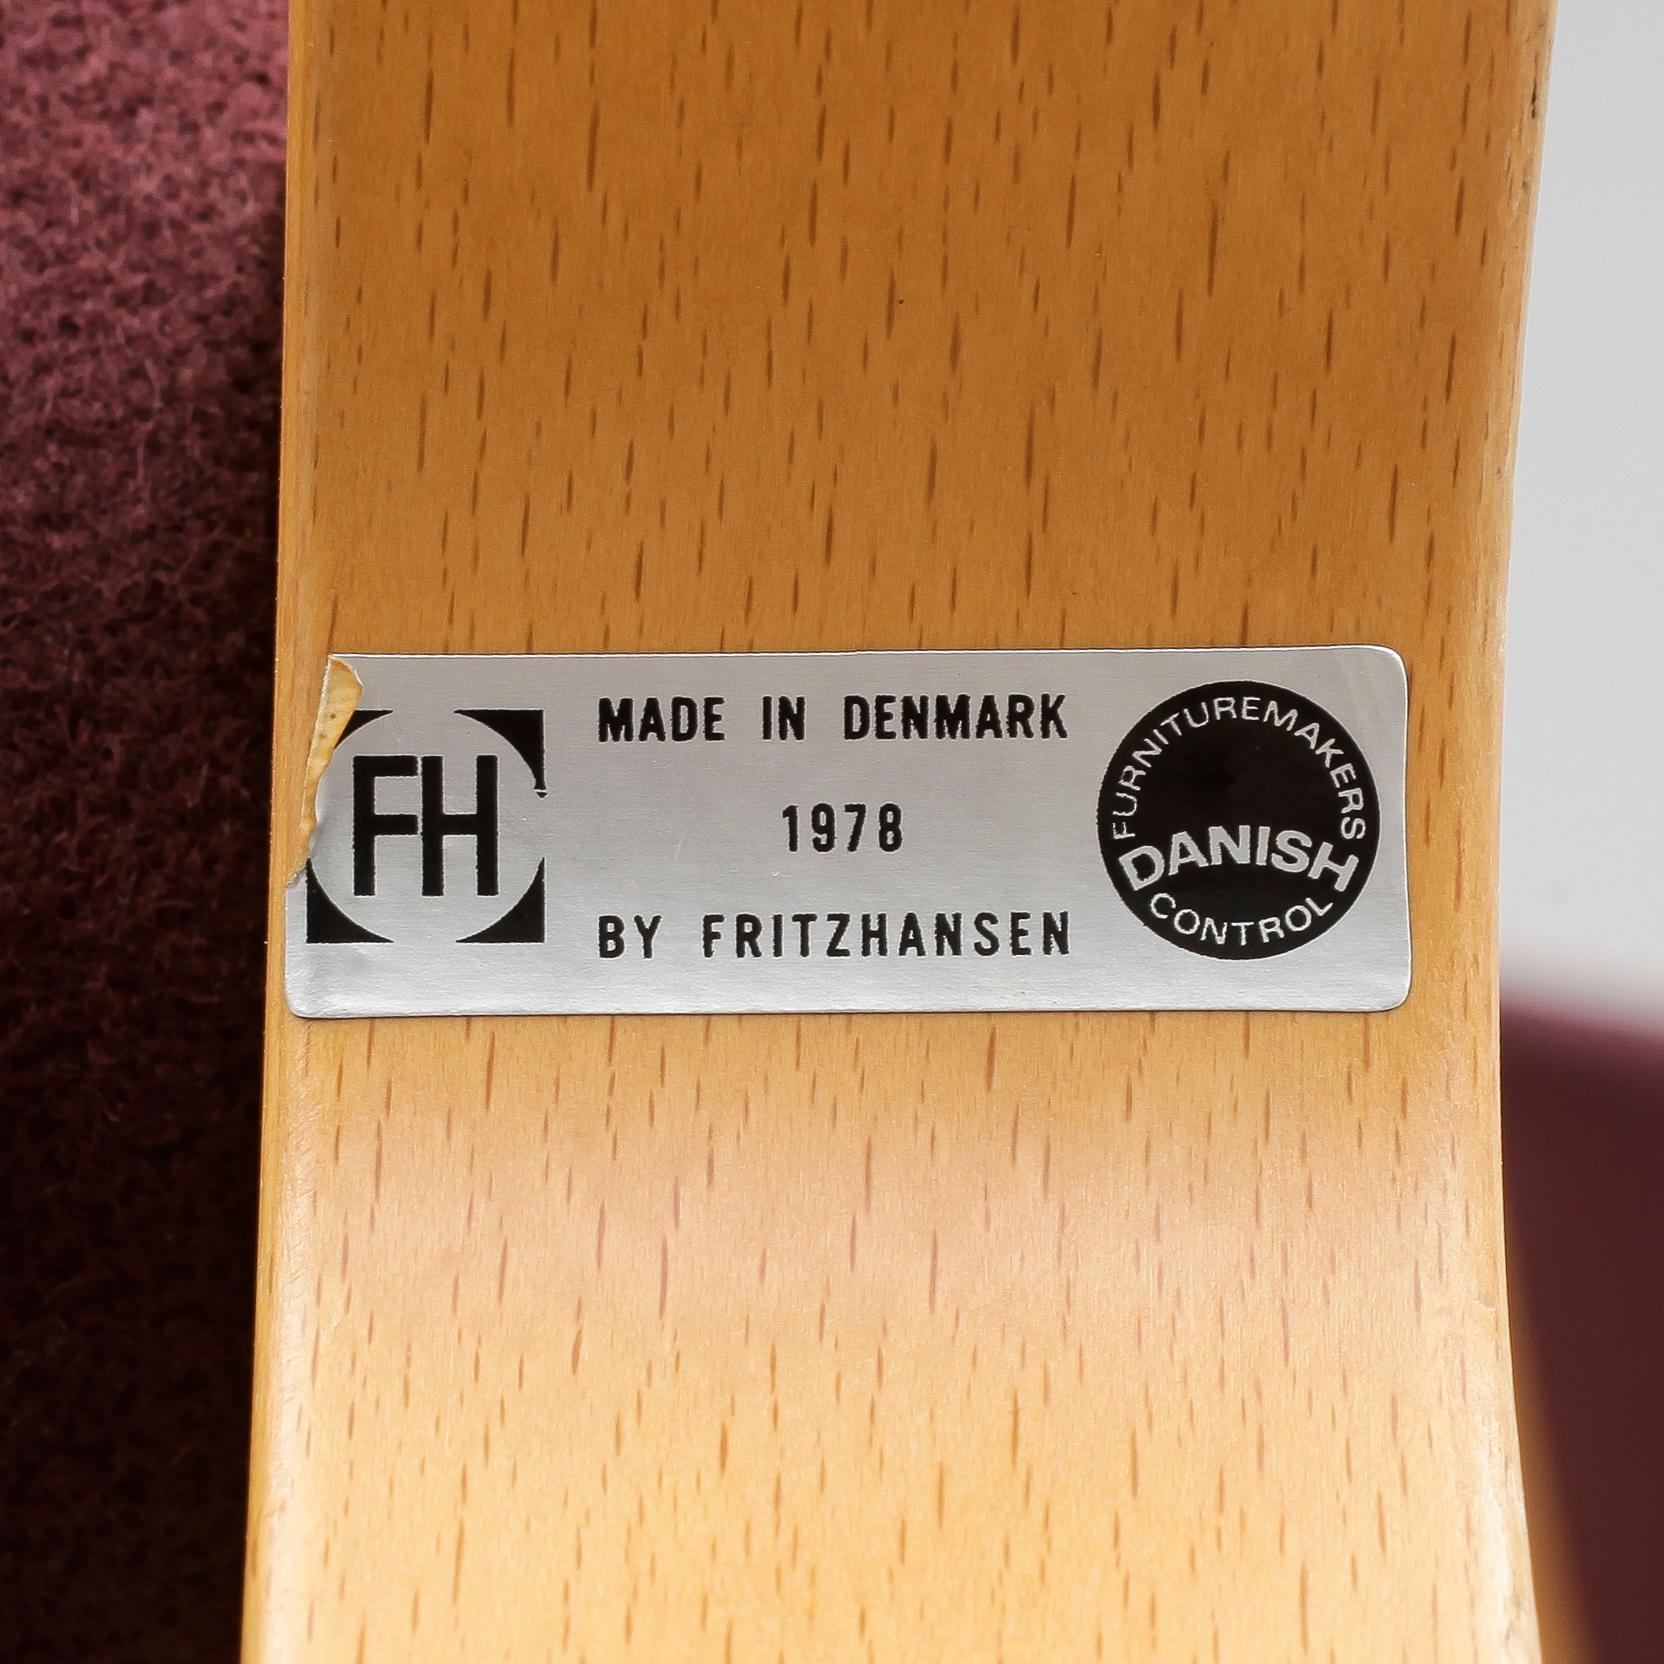 FH
MADE IN DENMARK
1978
BY FRITZHANSEN
FURNITUREMAKERS
DANISH
CONTROL